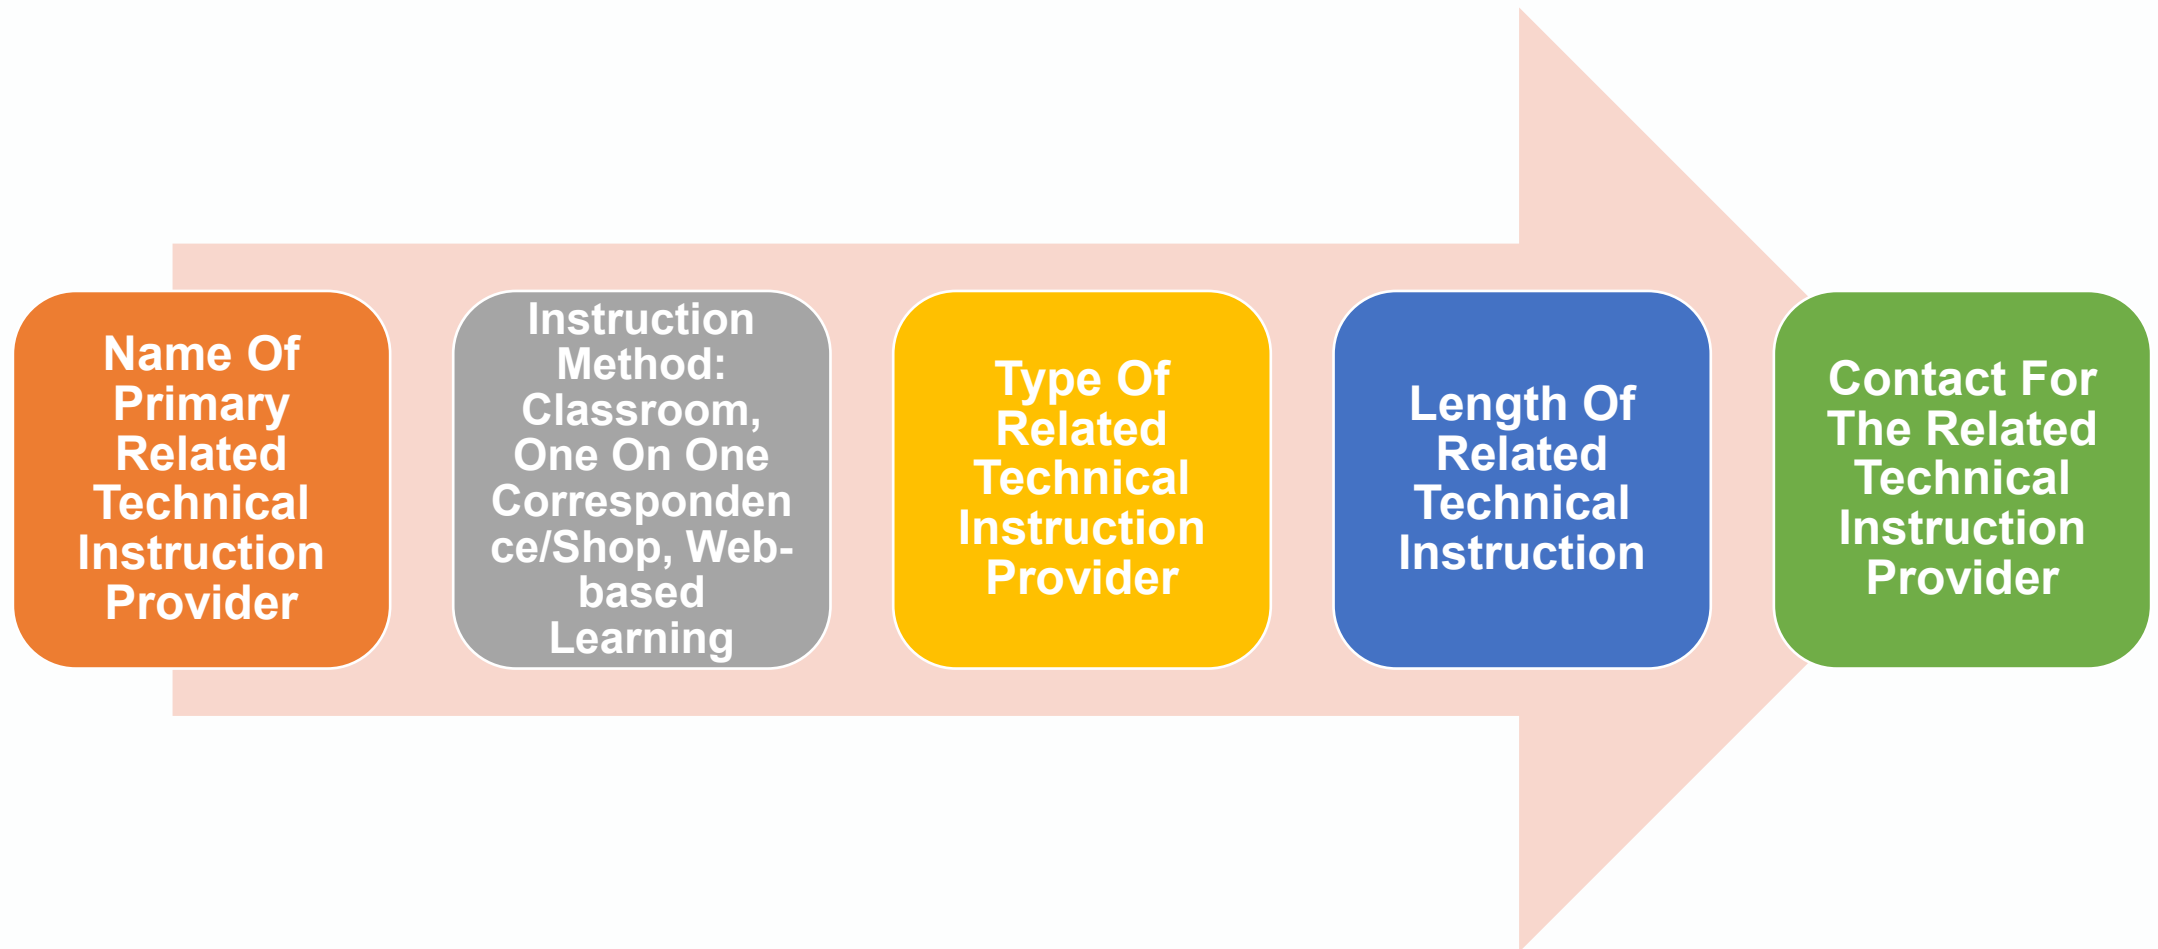 Name Of
Primary
Related
Technical
Instruction
Provider
Instruction
Method:
Classroom,
One On One
Corresponden
ce/Shop, Web-
based
Learning
Type Of
Related
Technical
Instruction
Provider
Length Of
Related
Technical
Instruction
Contact For
The Related
Technical
Instruction
Provider